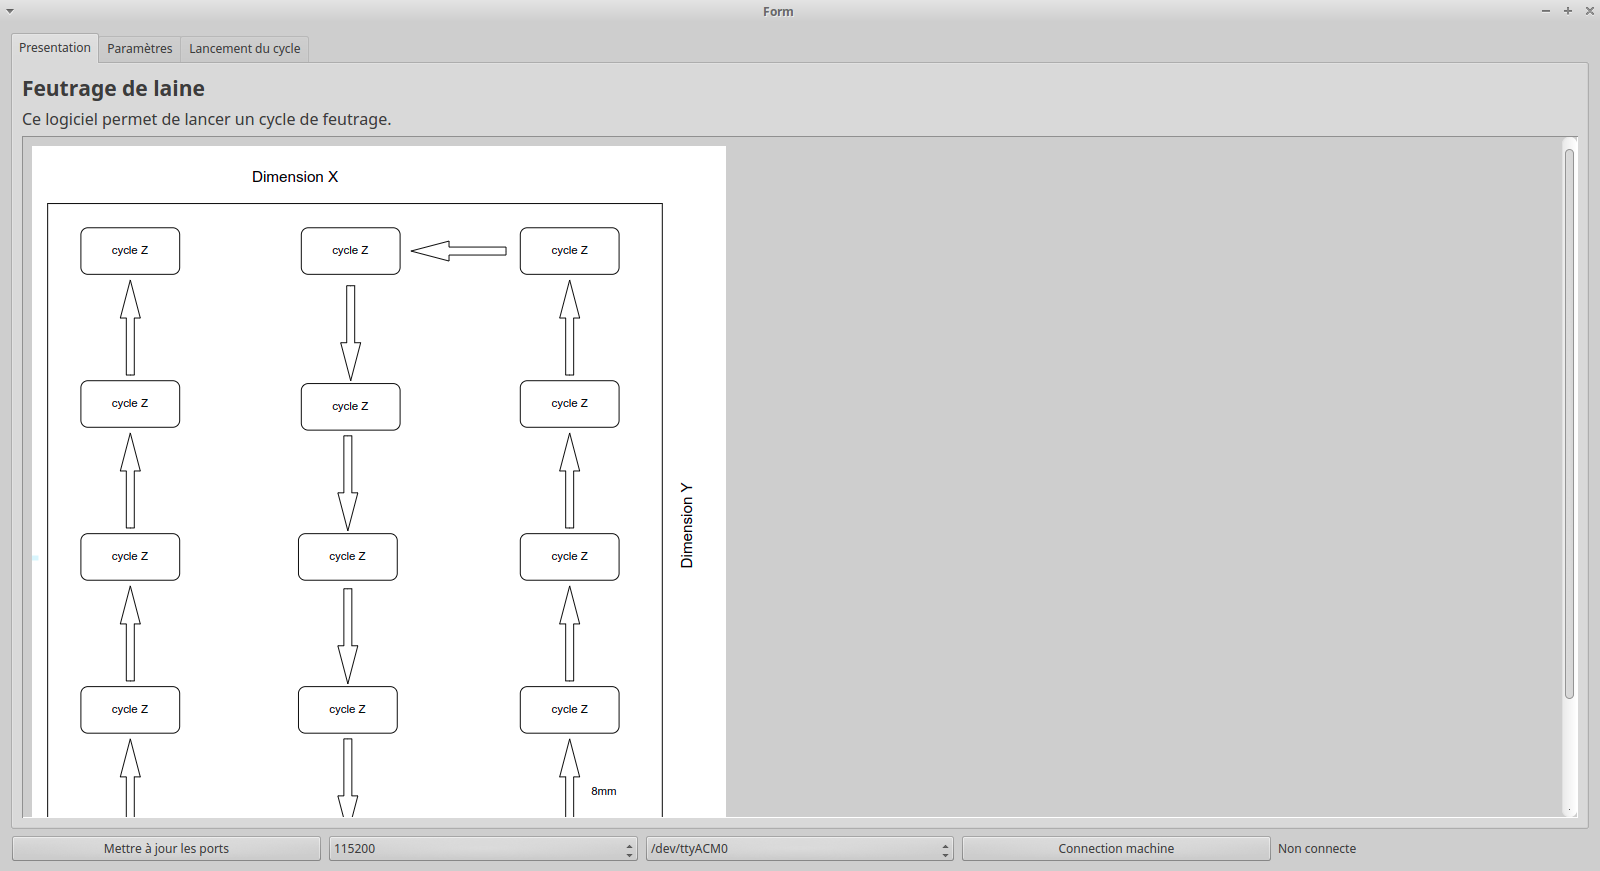 Form
Presentation Paramètres Lancement du cycle
Feutrage de laine
Ce logiciel permet de lancer un cycle de feutrage.
Dimension X
cycle Z cycle Z cycle Z
cycle Z cycle Z cycle Z
Dimension Y
cycle Z cycle Z cycle Z
cycle Z cycle Z cycle Z
8mm
Mettre à jour les ports 115200 /dev/ttyACM0 Connection machine Non connecte